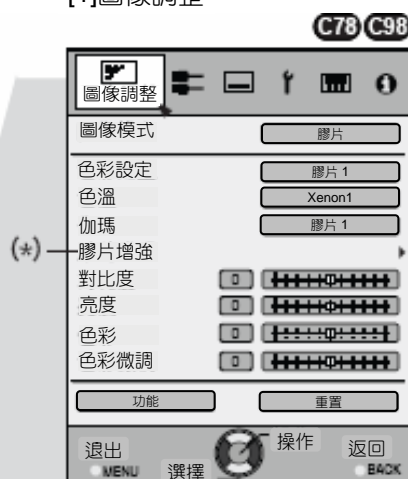 [1]圖像調整
C78 C98
圖像調整
圖像模式 膠片
色彩設定 膠片 1
色溫 Xenon1
伽瑪 膠片 1
(*) 膠片增強
對比度 0
亮度 0
色彩 0
色彩微調 0
功能 重置
退出 MENU 選擇 操作 返回 BACK